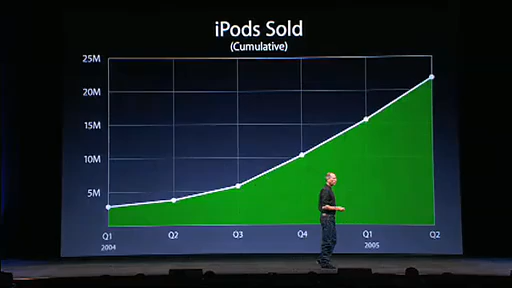 iPods Sold
(Cumulative)
25M
20M
15M
10M
5M
Q1 Q2 Q3 Q4 Q1 Q2
2004 2005